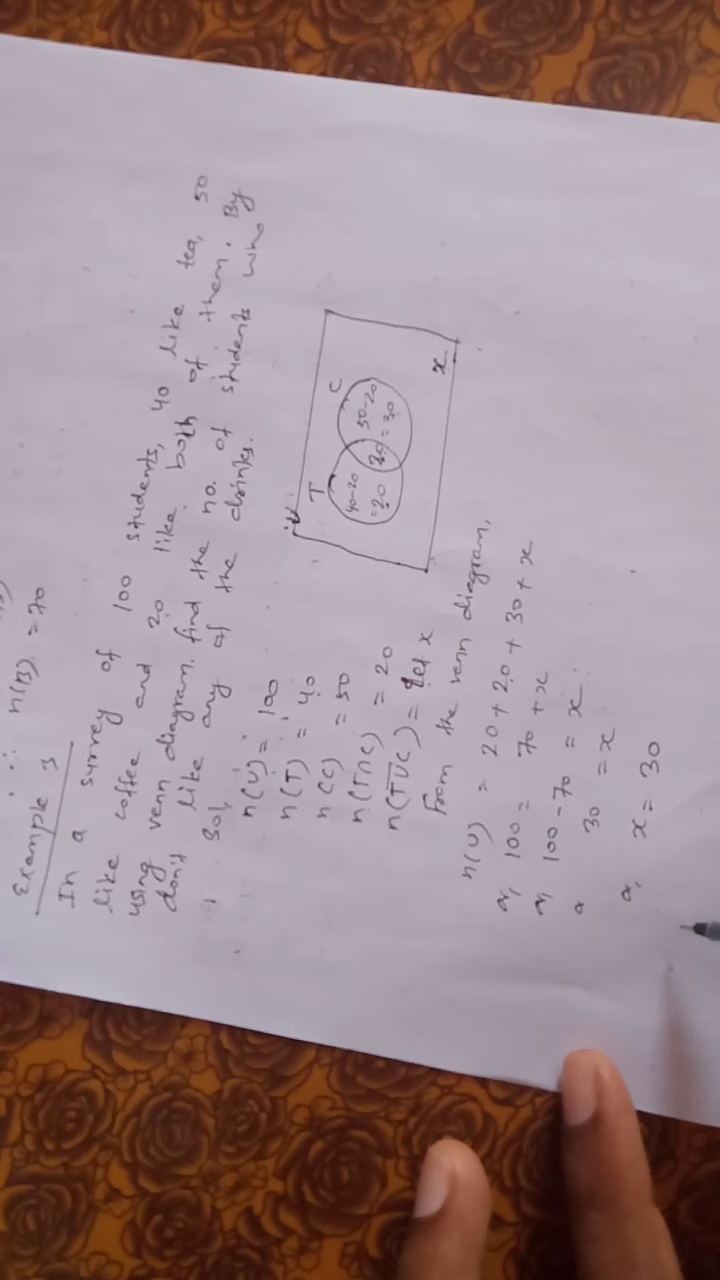 ∴ n(B) = 70
Example 3
In a survey of 100 students, 40 like tea, 50
like coffee and 20 like both of them. By
using venn diagram, find the no. of students who
don't like any of the drinks.
Sol,
n(U) = 100
n(T) = 40
n(C) = 50
n(T∩C) = 20
n(T∪C) = let x
U
T
C
40-20
=20
20
50-20
=30
x
From the venn diagram,
n(U) = 20 + 20 + 30 + x
or, 100 = 70 + x
or, 100 - 70 = x
30 = x
or, x = 30